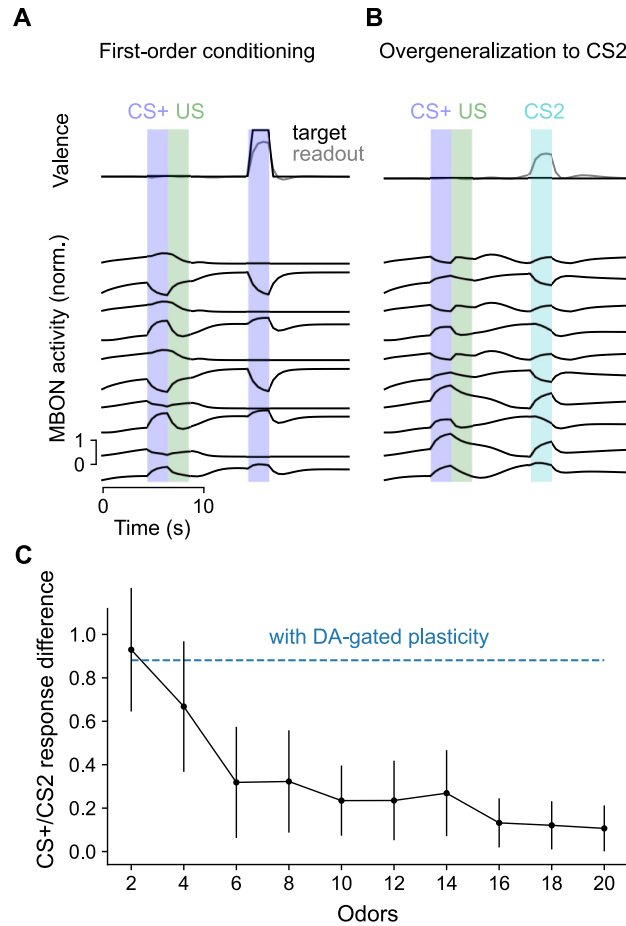 A
B
First-order conditioning
Overgeneralization to CS2
CS+ US
CS+ US
CS2
Valence
target
readout
MBON activity (norm.)
1
0
0
10
Time (s)
C
CS+/CS2 response difference
1.0
0.8
0.6
0.4
0.2
0.0
with DA-gated plasticity
2 4 6 8 10 12 14 16 18 20
Odors